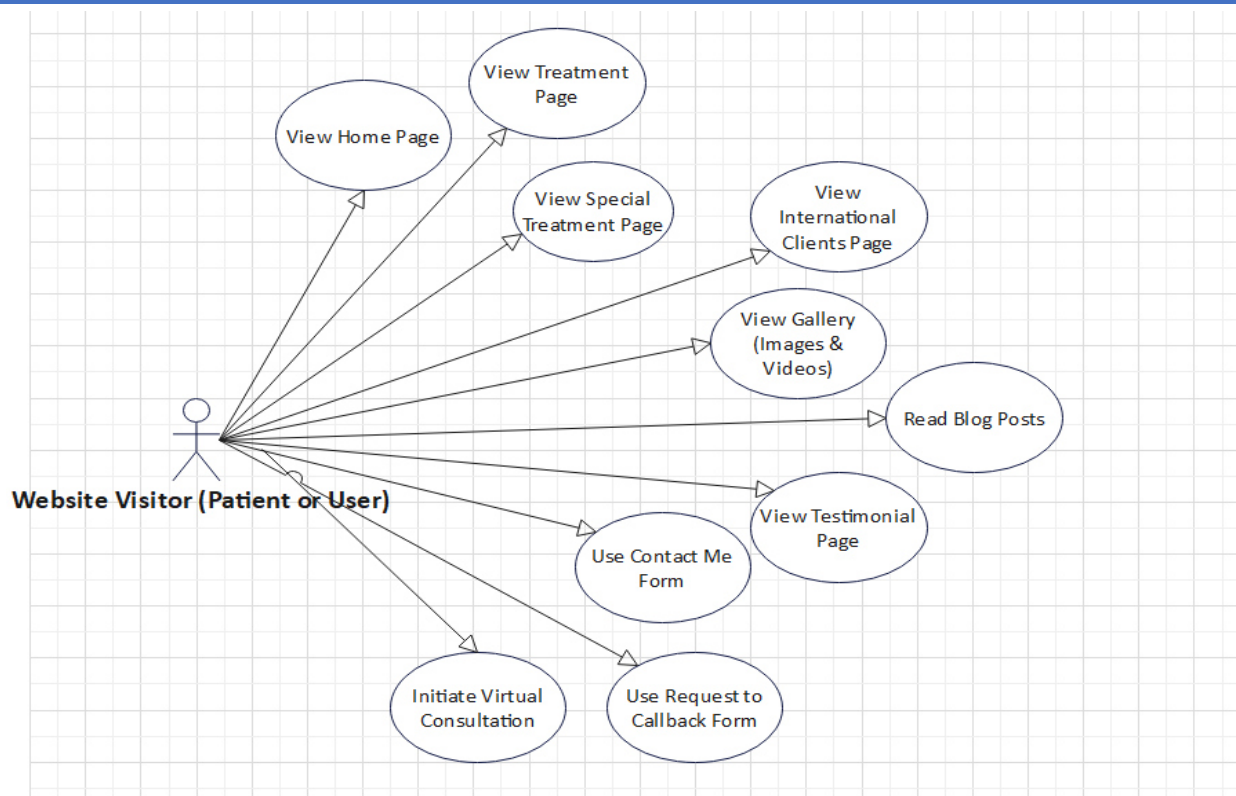 View Treatment
Page
View Home Page
View Special
Treatment Page
View
International
Clients Page
View Gallery
(Images &
Videos)
Read Blog Posts
Website Visitor (Patient or User)
View Testimonial
Page
Use Contact Me
Form
Initiate Virtual
Consultation
Use Request to
Callback Form